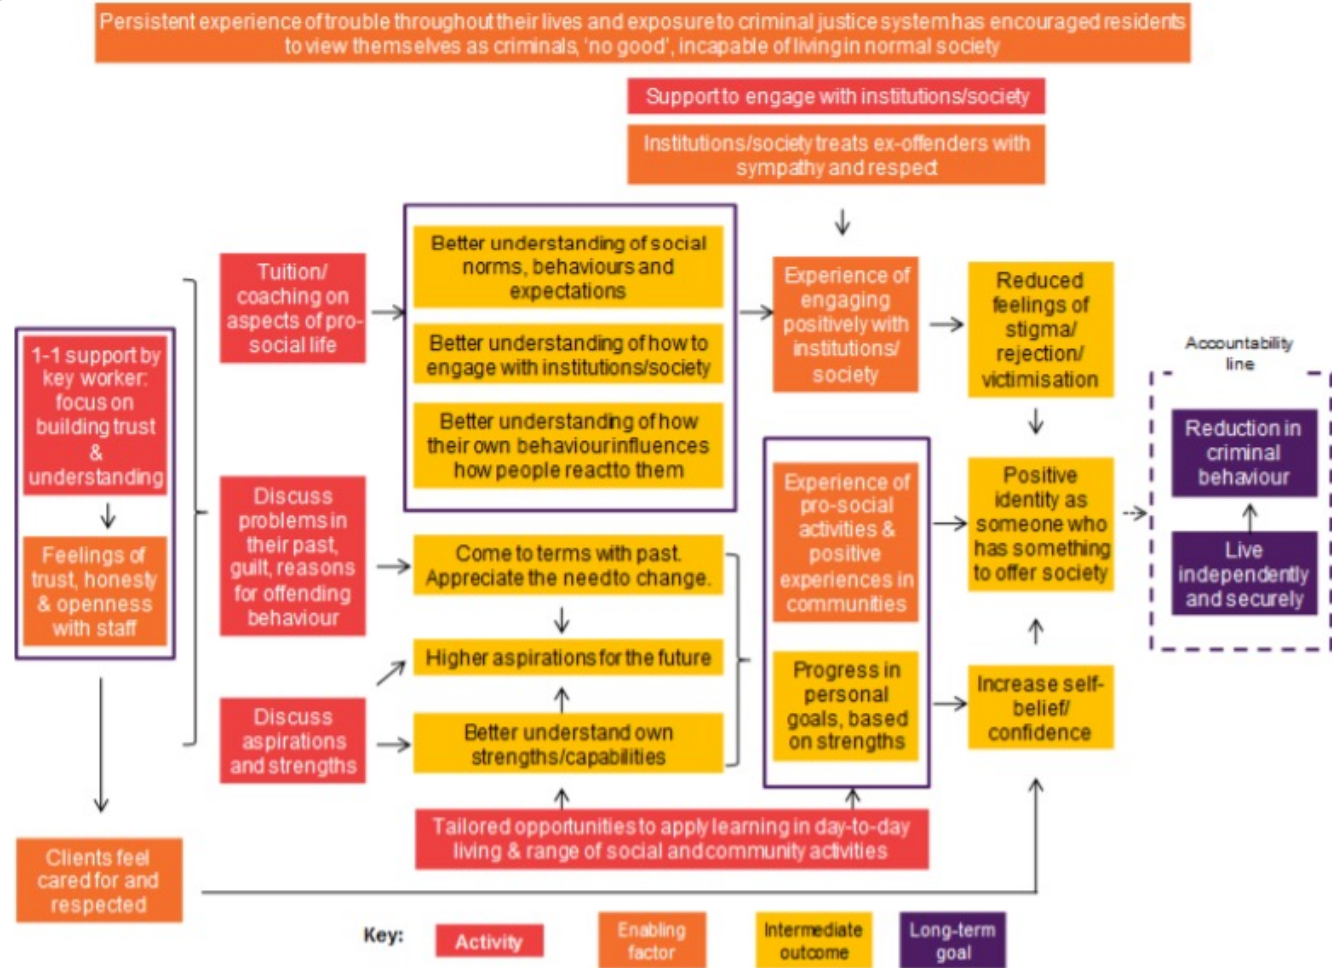 Persistent experience of trouble throughout their lives and exposure to criminal justice system has encouraged residents
to view themselves as criminals, 'no good', incapable of living in normal society
Support to engage with institutions/society
Institutions/society treats ex-offenders with
sympathy and respect
1-1 support by
key worker:
focus on
building trust
&
understanding
Feelings of
trust, honesty
& openness
with staff
Clients feel
cared for and
respected
Tuition/
coaching on
aspects of pro-
social life
Discuss
problems in
their past,
guilt, reasons
for offending
behaviour
Discuss
aspirations
and strengths
Better understanding of social
norms, behaviours and
expectations
Better understanding of how to
engage with institutions/society
Better understanding of how
their own behaviour influences
how people react to them
Come to terms with past.
Appreciate the need to change.
Higher aspirations for the future
Better understand own
strengths/capabilities
Tailored opportunities to apply learning in day-to-day
living & range of social and community activities
Experience of
engaging
positively with
institutions/
society
Experience of
pro-social
activities &
positive
experiences in
communities
Progress in
personal
goals, based
on strengths
Reduced
feelings of
stigma/
rejection/
victimisation
Positive
identity as
someone who
has something
to offer society
Increase self-
belief/
confidence
Accountability
line
Reduction in
criminal
behaviour
Live
independently
and securely
Key:
Activity
Enabling
factor
Intermediate
outcome
Long-term
goal